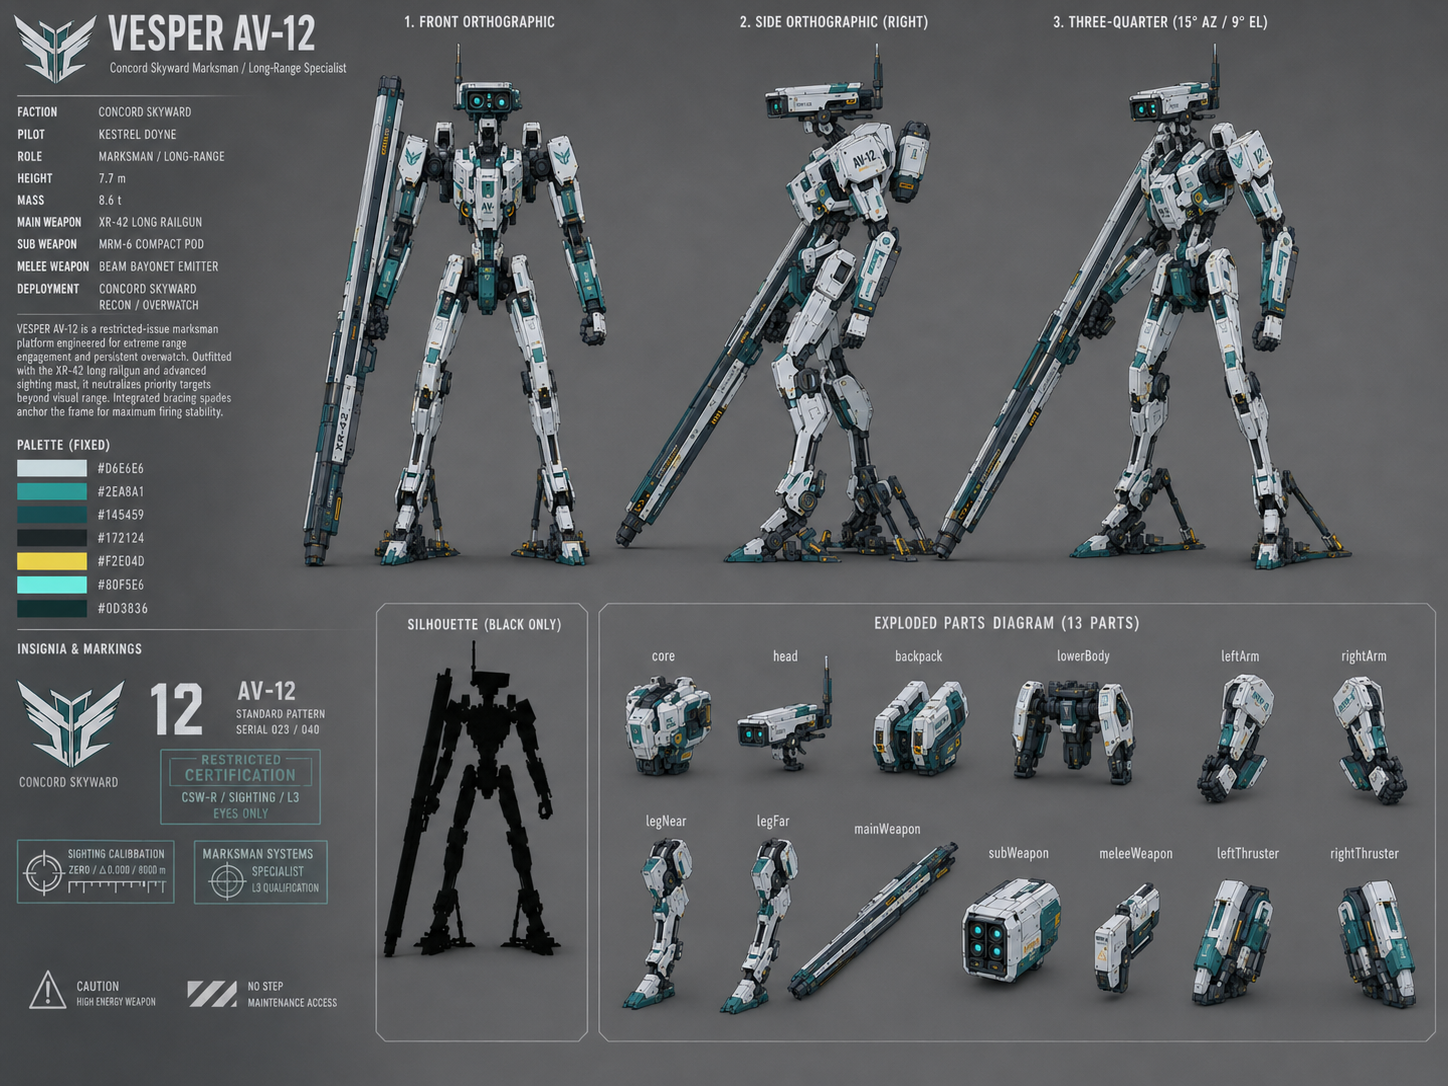 VESPER AV-12
Concord Skyward Marksman / Long-Range Specialist
FACTION CONCORD SKYWARD
PILOT KESTREL DOYNE
ROLE MARKSMAN / LONG-RANGE
HEIGHT 7.7 m
MASS 8.6 t
MAIN WEAPON XR-42 LONG RAILGUN
SUB WEAPON MRM-6 COMPACT POD
MELEE WEAPON BEAM BAYONET EMITTER
DEPLOYMENT CONCORD SKYWARD
RECON / OVERWATCH
VESPER AV-12 is a restricted-issue marksman
platform engineered for extreme range
engagement and persistent overwatch. Outfitted
with the XR-42 long railgun and advanced
sighting mast, it neutralizes priority targets
beyond visual range. Integrated bracing spades
anchor the frame for maximum firing stability.
PALETTE (FIXED)
#D6E6E6
#2EA8A1
#145459
#172124
#F2E04D
#80F5E6
#0D3836
INSIGNIA & MARKINGS
CONCORD SKYWARD
12
AV-12
STANDARD PATTERN
SERIAL 023 / 040
RESTRICTED
CERTIFICATION
CSW-R / SIGHTING / L3
EYES ONLY
SIGHTING CALIBBATION
ZERO / Δ 0.000 / 8000 m
MARKSMAN SYSTEMS
SPECIALIST
L3 QUALIFICATION
CAUTION
HIGH ENERGY WEAPON
NO STEP
MAINTENANCE ACCESS
1. FRONT ORTHOGRAPHIC
AV-
XR-42
2. SIDE ORTHOGRAPHIC (RIGHT)
AV-12
3. THREE-QUARTER (15° AZ / 9° EL)
12
SILHOUETTE (BLACK ONLY)
EXPLODED PARTS DIAGRAM (13 PARTS)
core
head
backpack
lowerBody
leftArm
rightArm
legNear
legFar
mainWeapon
subWeapon
meleeWeapon
leftThruster
rightThruster